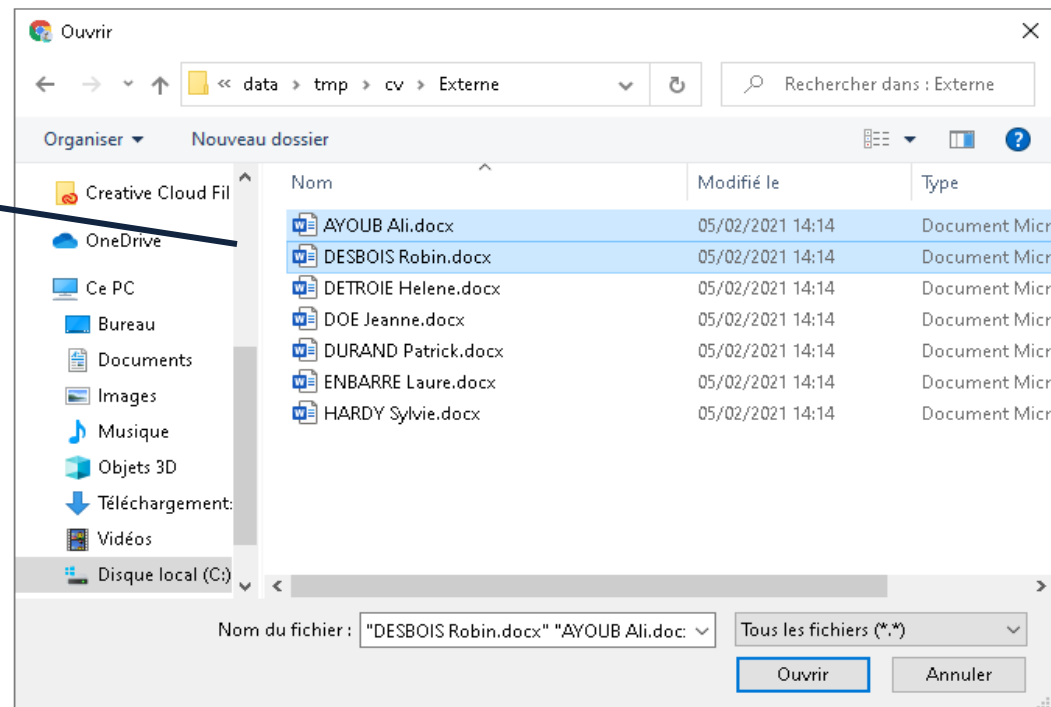 Ouvrir
« data › tmp › cv › Externe
Rechercher dans : Externe
Organiser
Nouveau dossier
Creative Cloud Fil
OneDrive
Ce PC
Bureau
Documents
Images
Musique
Objets 3D
Téléchargement:
Vidéos
Disque local (C:)
Nom Modifié le Type
AYOUB Ali.docx 05/02/2021 14:14 Document Micr
DESBOIS Robin.docx 05/02/2021 14:14 Document Micr
DETROIE Helene.docx 05/02/2021 14:14 Document Micr
DOE Jeanne.docx 05/02/2021 14:14 Document Micr
DURAND Patrick.docx 05/02/2021 14:14 Document Micr
ENBARRE Laure.docx 05/02/2021 14:14 Document Micr
HARDY Sylvie.docx 05/02/2021 14:14 Document Micr
Nom du fichier : "DESBOIS Robin.docx" "AYOUB Ali.doc: Tous les fichiers (*.*)
Ouvrir Annuler